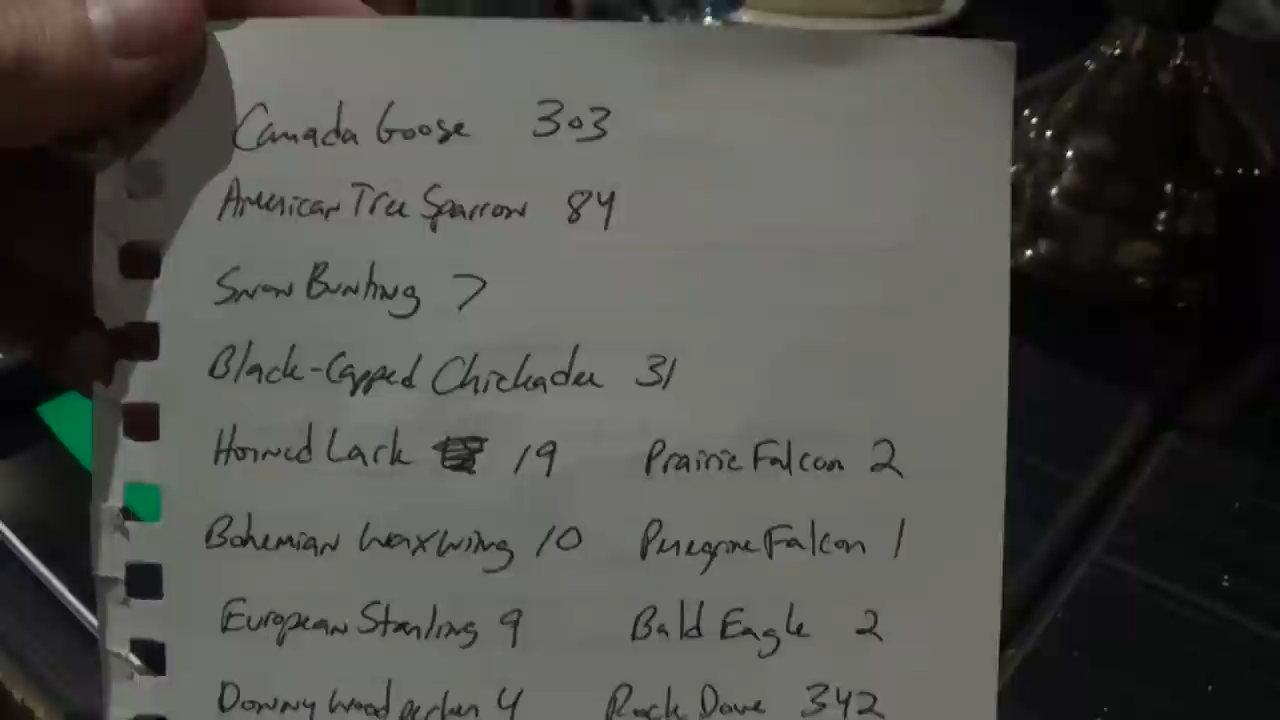 Canada Goose 303
American Tree Sparrow 84
Snow Bunting 7
Black-Capped Chickadee 31
Horned Lark 19 Prairie Falcon 2
Bohemian Waxwing 10 Peregrine Falcon 1
European Starling 9 Bald Eagle 2
Downy Woodpecker 4 Rock Dove 342